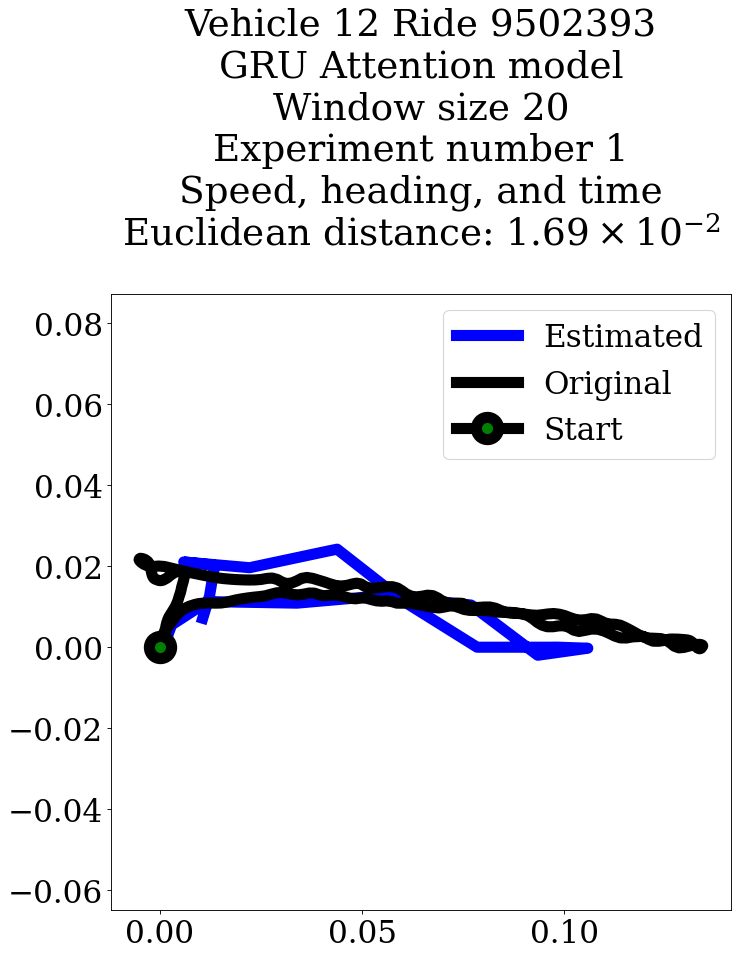 Vehicle 12 Ride 9502393
GRU Attention model
Window size 20
Experiment number 1
Speed, heading, and time
Euclidean distance: 1.69 × 10⁻²
Estimated
Original
Start
0.08
0.06
0.04
0.02
0.00
−0.02
−0.04
−0.06
0.00 0.05 0.10